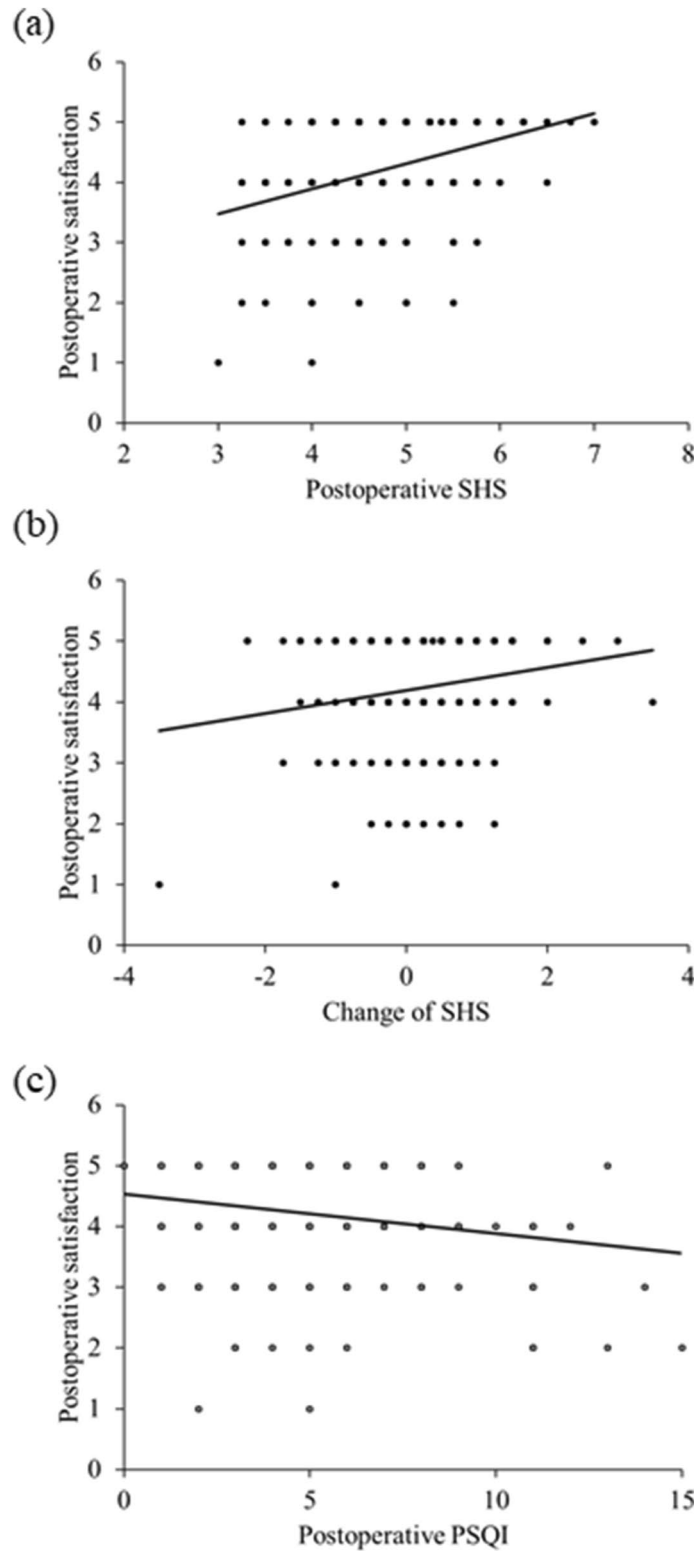 (a)
6
5
4
3
2
1
0
Postoperative satisfaction
2 3 4 5 6 7 8
Postoperative SHS
(b)
6
5
4
3
2
1
0
Postoperative satisfaction
-4 -2 0 2 4
Change of SHS
(c)
6
5
4
3
2
1
0
Postoperative satisfaction
0 5 10 15
Postoperative PSQI